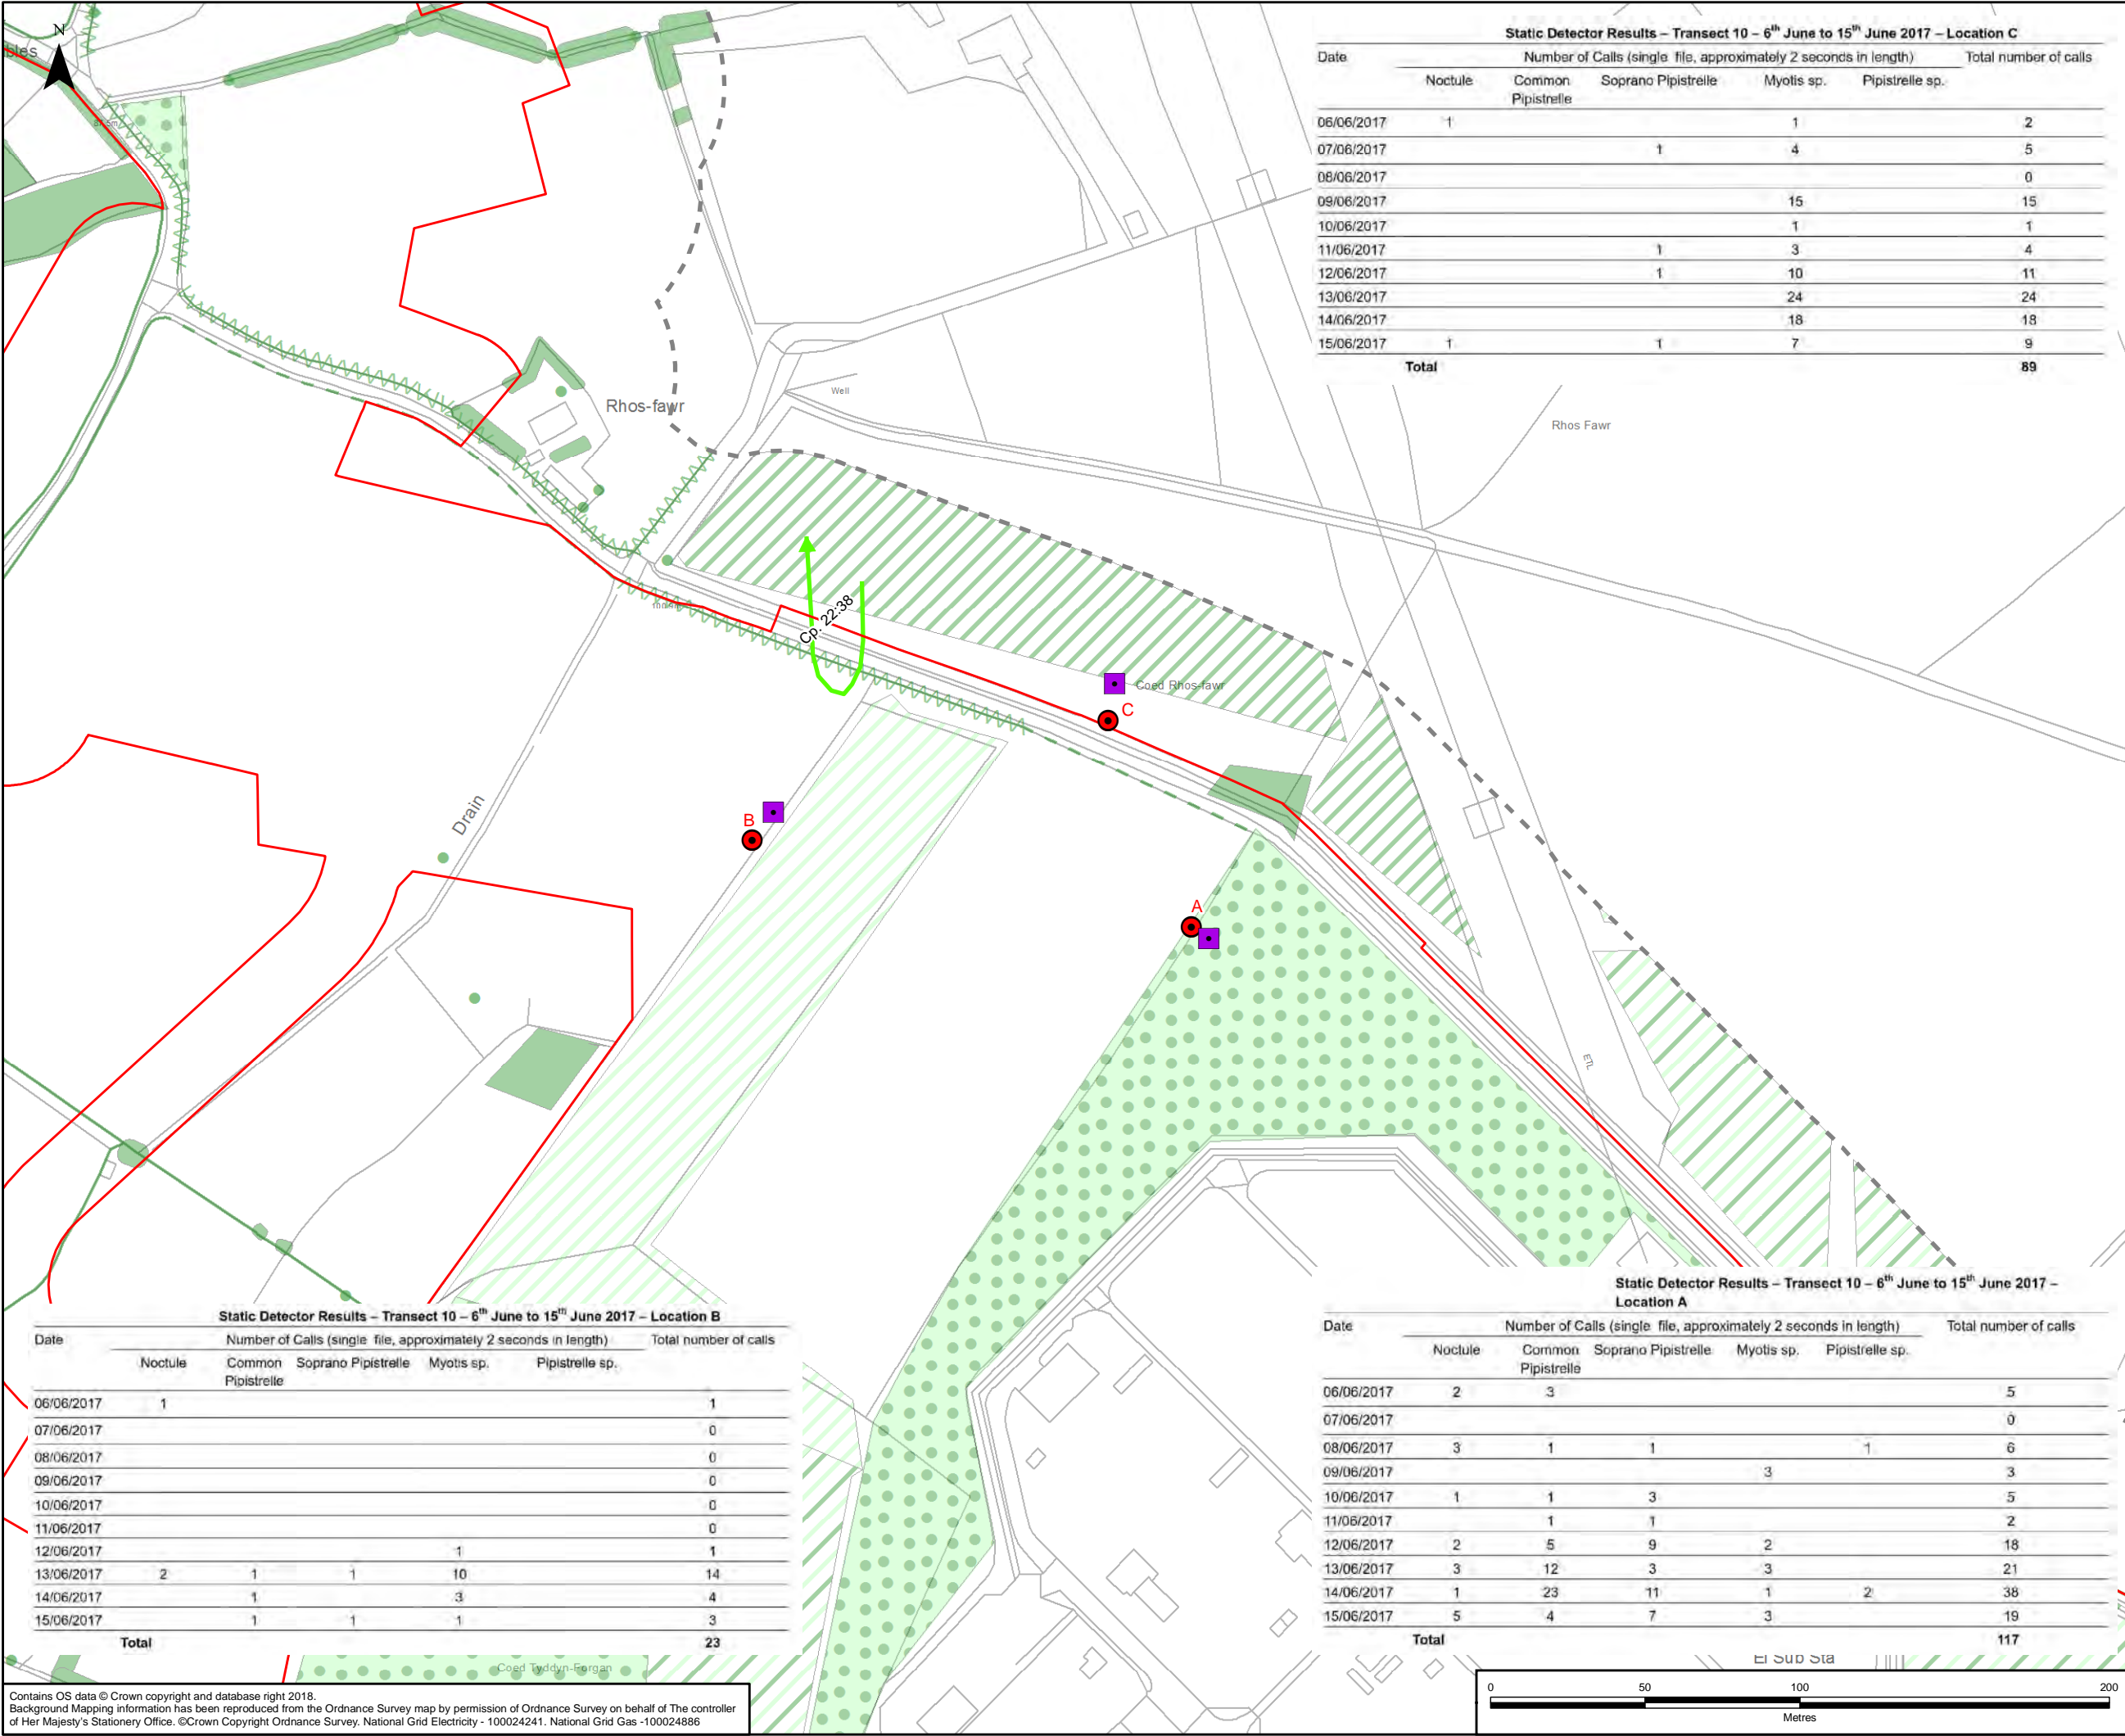 N
bles
Static Detector Results – Transect 10 – 6th June to 15th June 2017 – Location C
Date Number of Calls (single file, approximately 2 seconds in length) Total number of calls
Noctule Common Pipistrelle Soprano Pipistrelle Myotis sp. Pipistrelle sp.
06/06/2017 1 1 2
07/06/2017 1 4 5
08/06/2017 0
09/06/2017 15 15
10/06/2017 1 1
11/06/2017 1 3 4
12/06/2017 1 10 11
13/06/2017 24 24
14/06/2017 18 18
15/06/2017 1 1 7 9
Total 89
Well
Rhos-fawr
Rhos Fawr
Cp. 22:38
Coed Rhos-fawr
C
Drain
B
A
ETL
Static Detector Results – Transect 10 – 6th June to 15th June 2017 – Location B
Date Number of Calls (single file, approximately 2 seconds in length) Total number of calls
Noctule Common Pipistrelle Soprano Pipistrelle Myotis sp. Pipistrelle sp.
06/06/2017 1 1
07/06/2017 0
08/06/2017 0
09/06/2017 0
10/06/2017 0
11/06/2017 0
12/06/2017 1 1
13/06/2017 2 1 1 10 14
14/06/2017 1 3 4
15/06/2017 1 1 1 3
Total 23
Static Detector Results – Transect 10 – 6th June to 15th June 2017 –
Location A
Date Number of Calls (single file, approximately 2 seconds in length) Total number of calls
Noctule Common Pipistrelle Soprano Pipistrelle Myotis sp. Pipistrelle sp.
06/06/2017 2 3 5
07/06/2017 0
08/06/2017 3 1 1 1 6
09/06/2017 3 3
10/06/2017 1 1 3 5
11/06/2017 1 1 2
12/06/2017 2 5 9 2 18
13/06/2017 3 12 3 3 21
14/06/2017 1 23 11 1 2 38
15/06/2017 5 4 7 3 19
Total 117
El Sub Sta
Coed Tyddyn-Forgan
Contains OS data © Crown copyright and database right 2018.
Background Mapping information has been reproduced from the Ordnance Survey map by permission of Ordnance Survey on behalf of The controller
of Her Majesty's Stationery Office. ©Crown Copyright Ordnance Survey. National Grid Electricity - 100024241. National Grid Gas -100024886
0 50 100 200
Metres